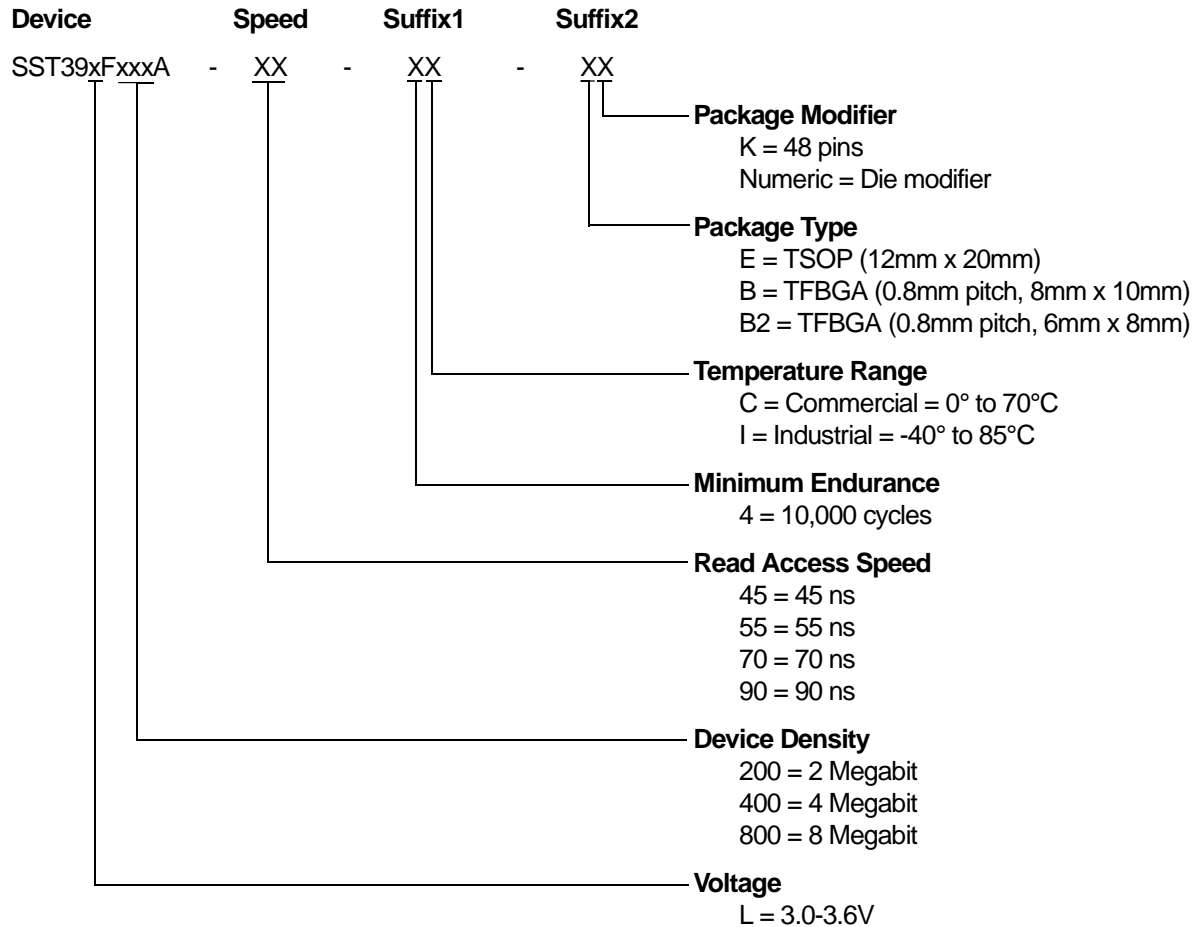 Device Speed Suffix1 Suffix2
SST39xFxxxA - XX - XX - XX
Package Modifier
K = 48 pins
Numeric = Die modifier
Package Type
E = TSOP (12mm x 20mm)
B = TFBGA (0.8mm pitch, 8mm x 10mm)
B2 = TFBGA (0.8mm pitch, 6mm x 8mm)
Temperature Range
C = Commercial = 0° to 70°C
I = Industrial = -40° to 85°C
Minimum Endurance
4 = 10,000 cycles
Read Access Speed
45 = 45 ns
55 = 55 ns
70 = 70 ns
90 = 90 ns
Device Density
200 = 2 Megabit
400 = 4 Megabit
800 = 8 Megabit
Voltage
L = 3.0-3.6V